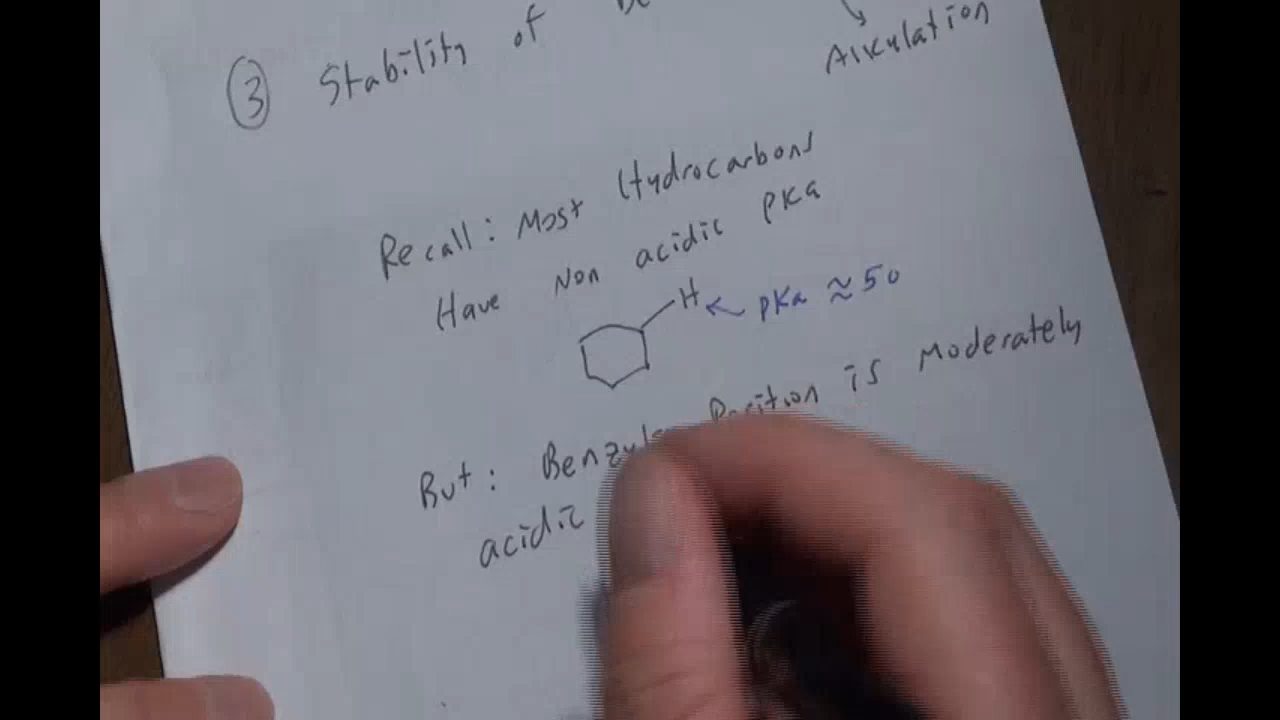 ③ Stability of
Alkylation
Recall: Most Hydrocarbons
Have Non acidic pKa
H ← pKa ≈ 50
But: Benzylic Position is Moderately
acidic